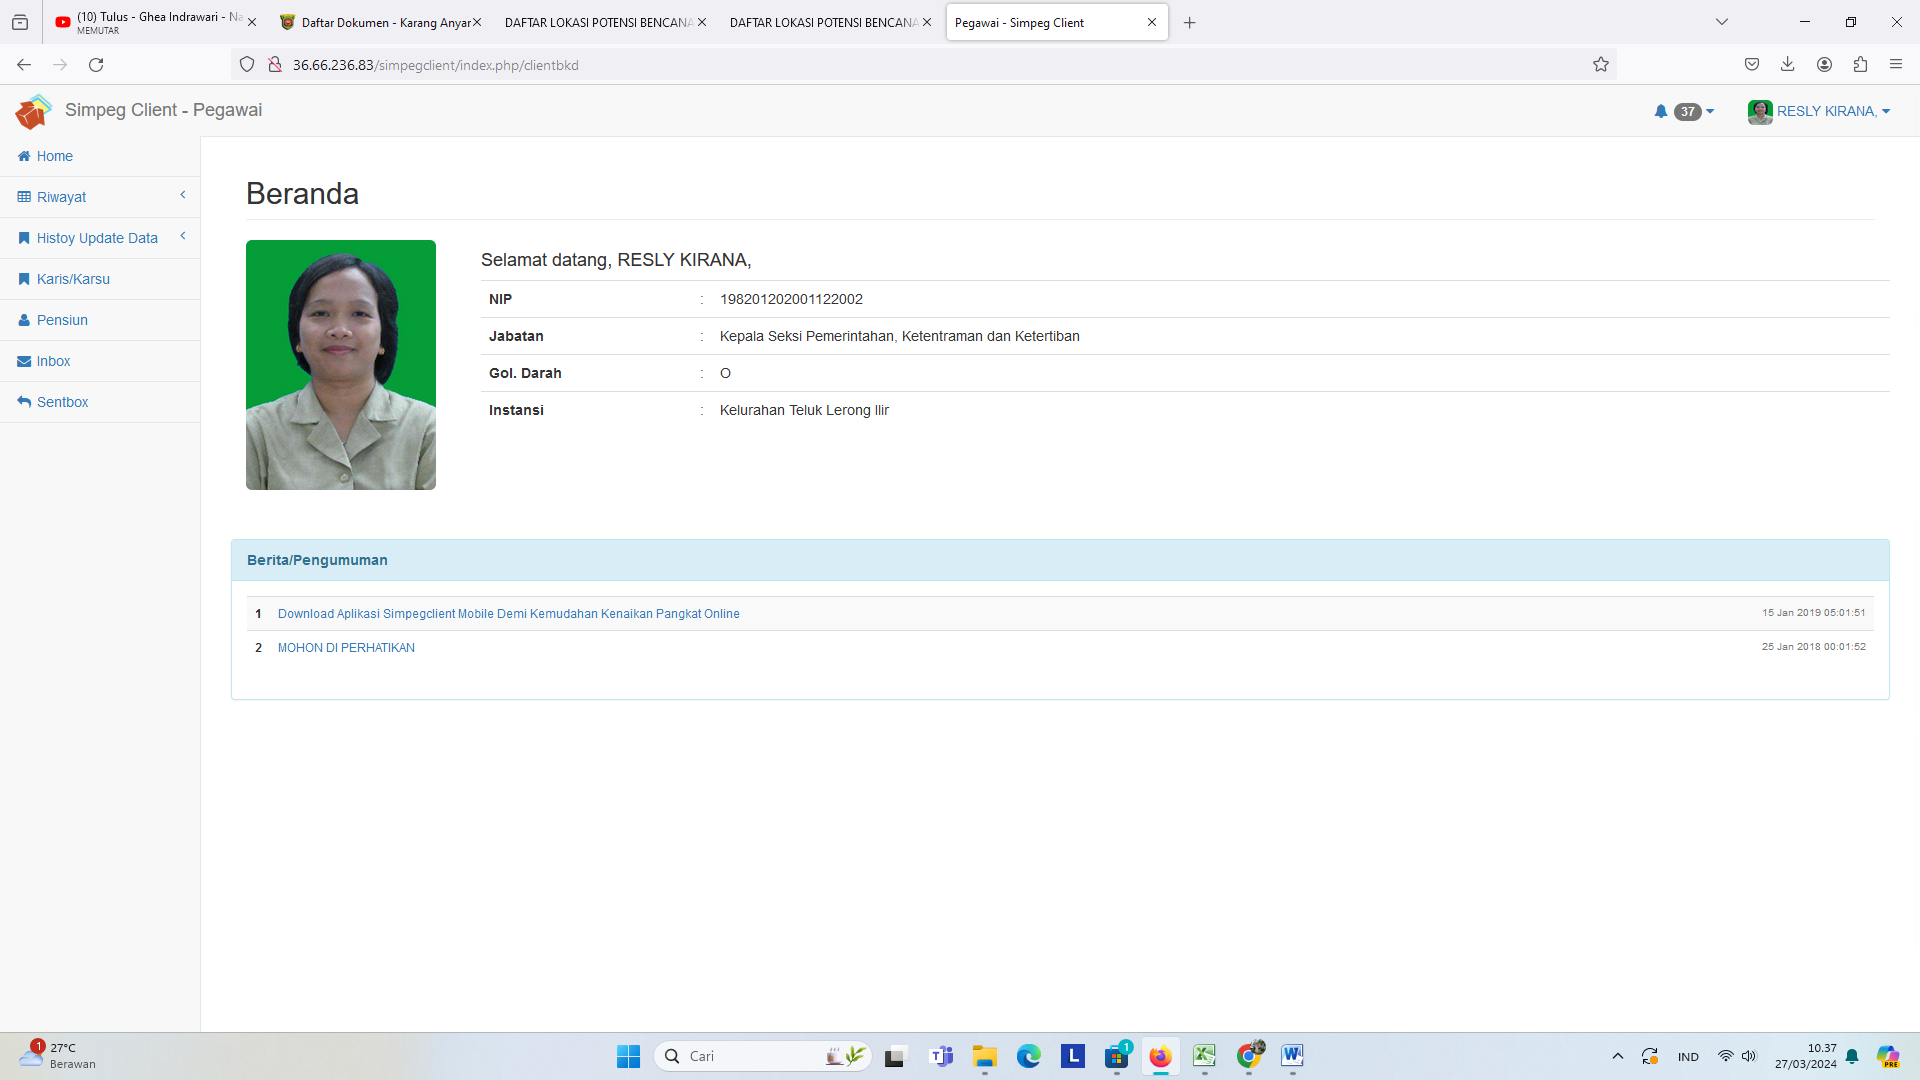 (10) Tulus - Ghea Indrawari - Na
MEMUTAR
Daftar Dokumen - Karang Anyar
DAFTAR LOKASI POTENSI BENCANA
DAFTAR LOKASI POTENSI BENCANA
Pegawai - Simpeg Client
36.66.236.83/simpegclient/index.php/clientbkd
Simpeg Client - Pegawai
37
RESLY KIRANA,
Home
Riwayat
Histoy Update Data
Karis/Karsu
Pensiun
Inbox
Sentbox
Beranda
Selamat datang, RESLY KIRANA,
NIP : 198201202001122002
Jabatan : Kepala Seksi Pemerintahan, Ketentraman dan Ketertiban
Gol. Darah : O
Instansi : Kelurahan Teluk Lerong Ilir
Berita/Pengumuman
1 Download Aplikasi Simpegclient Mobile Demi Kemudahan Kenaikan Pangkat Online 15 Jan 2019 05:01:51
2 MOHON DI PERHATIKAN 25 Jan 2018 00:01:52
1
27°C
Berawan
Cari
L
1
IND
10.37
27/03/2024
PRE